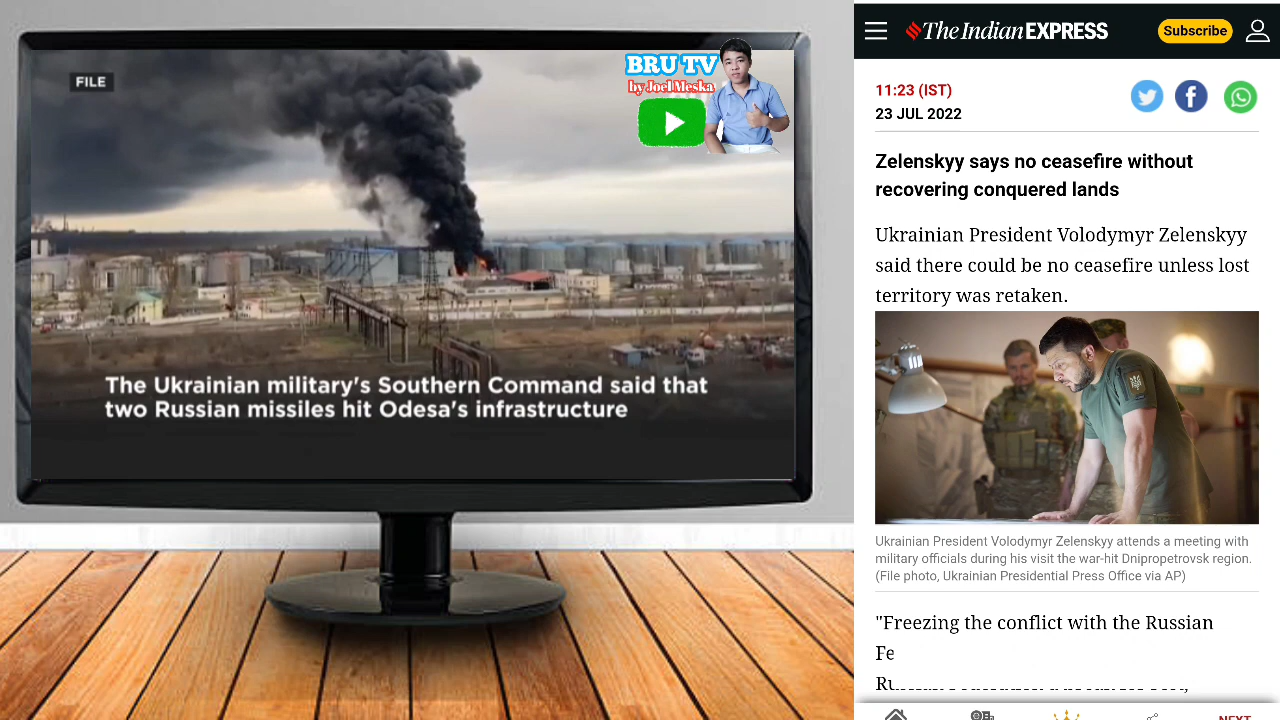 FILE
BRU TV
by Joel Meska
The Ukrainian military's Southern Command said that
two Russian missiles hit Odesa's infrastructure
The Indian EXPRESS
Subscribe
11:23 (IST)
23 JUL 2022
Zelenskyy says no ceasefire without
recovering conquered lands
Ukrainian President Volodymyr Zelenskyy
said there could be no ceasefire unless lost
territory was retaken.
Ukrainian President Volodymyr Zelenskyy attends a meeting with
military officials during his visit the war-hit Dnipropetrovsk region.
(File photo, Ukrainian Presidential Press Office via AP)
"Freezing the conflict with the Russian
Fe
NEXT